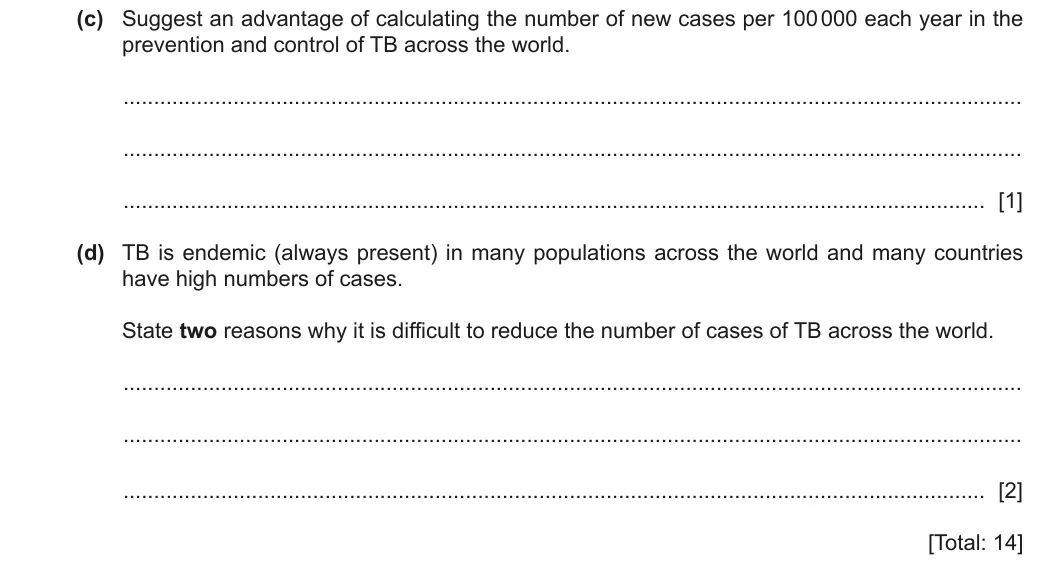 (c) Suggest an advantage of calculating the number of new cases per 100 000 each year in the
prevention and control of TB across the world.
..........................................................................................................................................................
..........................................................................................................................................................
.................................................................................................................................................... [1]
(d) TB is endemic (always present) in many populations across the world and many countries
have high numbers of cases.
State two reasons why it is difficult to reduce the number of cases of TB across the world.
..........................................................................................................................................................
..........................................................................................................................................................
.................................................................................................................................................... [2]
[Total: 14]